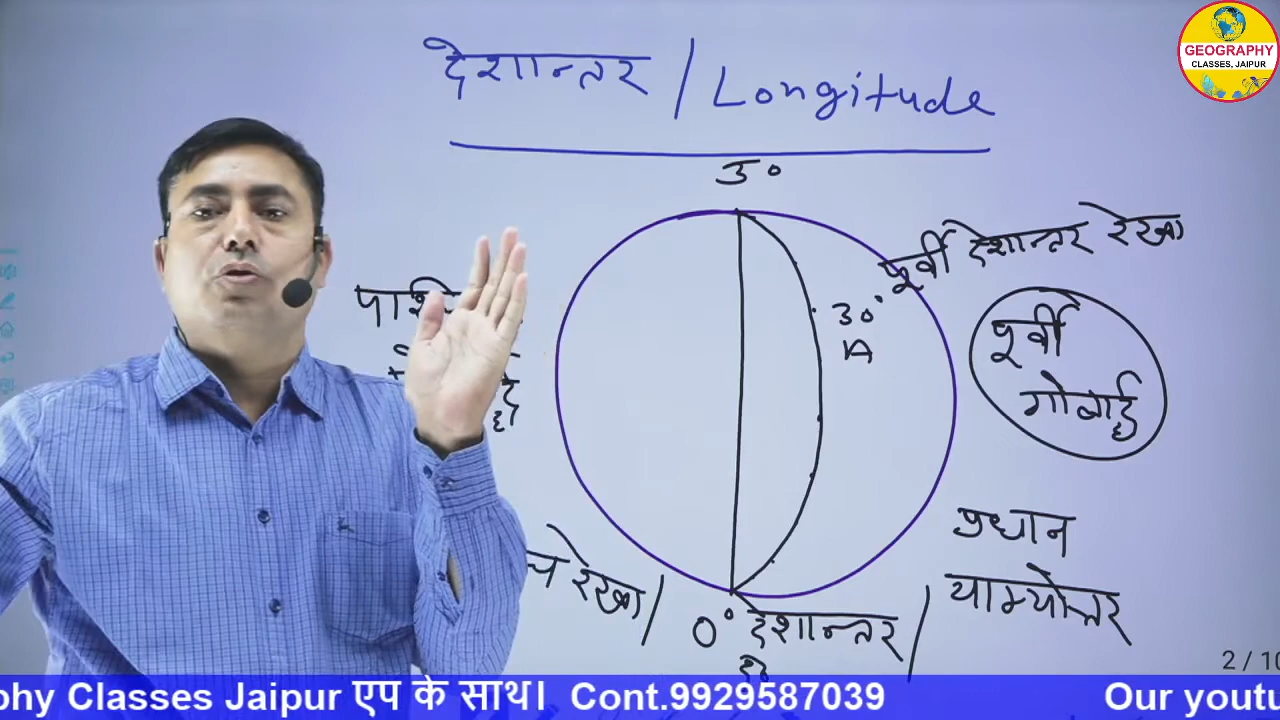 देशान्तर / Longitude
GEOGRAPHY
CLASSES, JAIPUR
उ°
पूर्वी देशान्तर रेखा
30°
A
पूर्वी
गोलार्द्ध
प्रधान
याम्योत्तर
च रेखा /
0° देशान्तर /
2 / 10
phy Classes Jaipur एप के साथ। Cont.9929587039
Our youtu